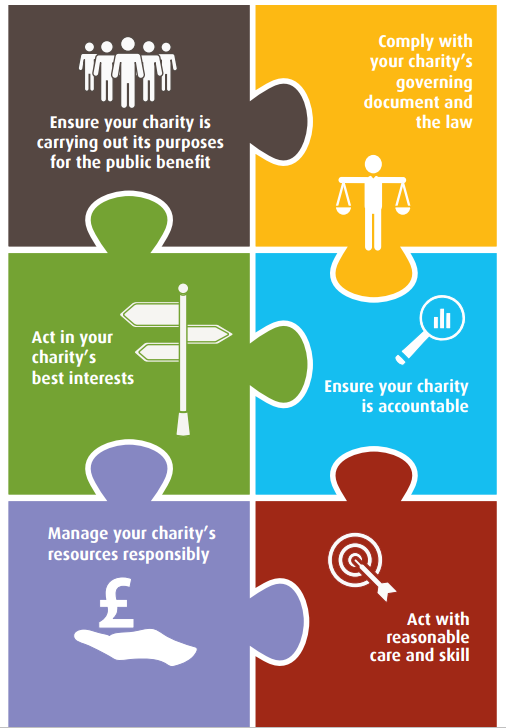 Ensure your charity is
carrying out its purposes
for the public benefit
Comply with
your charity's
governing
document and
the law
Act in your
charity's
best interests
Ensure your charity
is accountable
Manage your charity's
resources responsibly
£
Act with
reasonable
care and skill